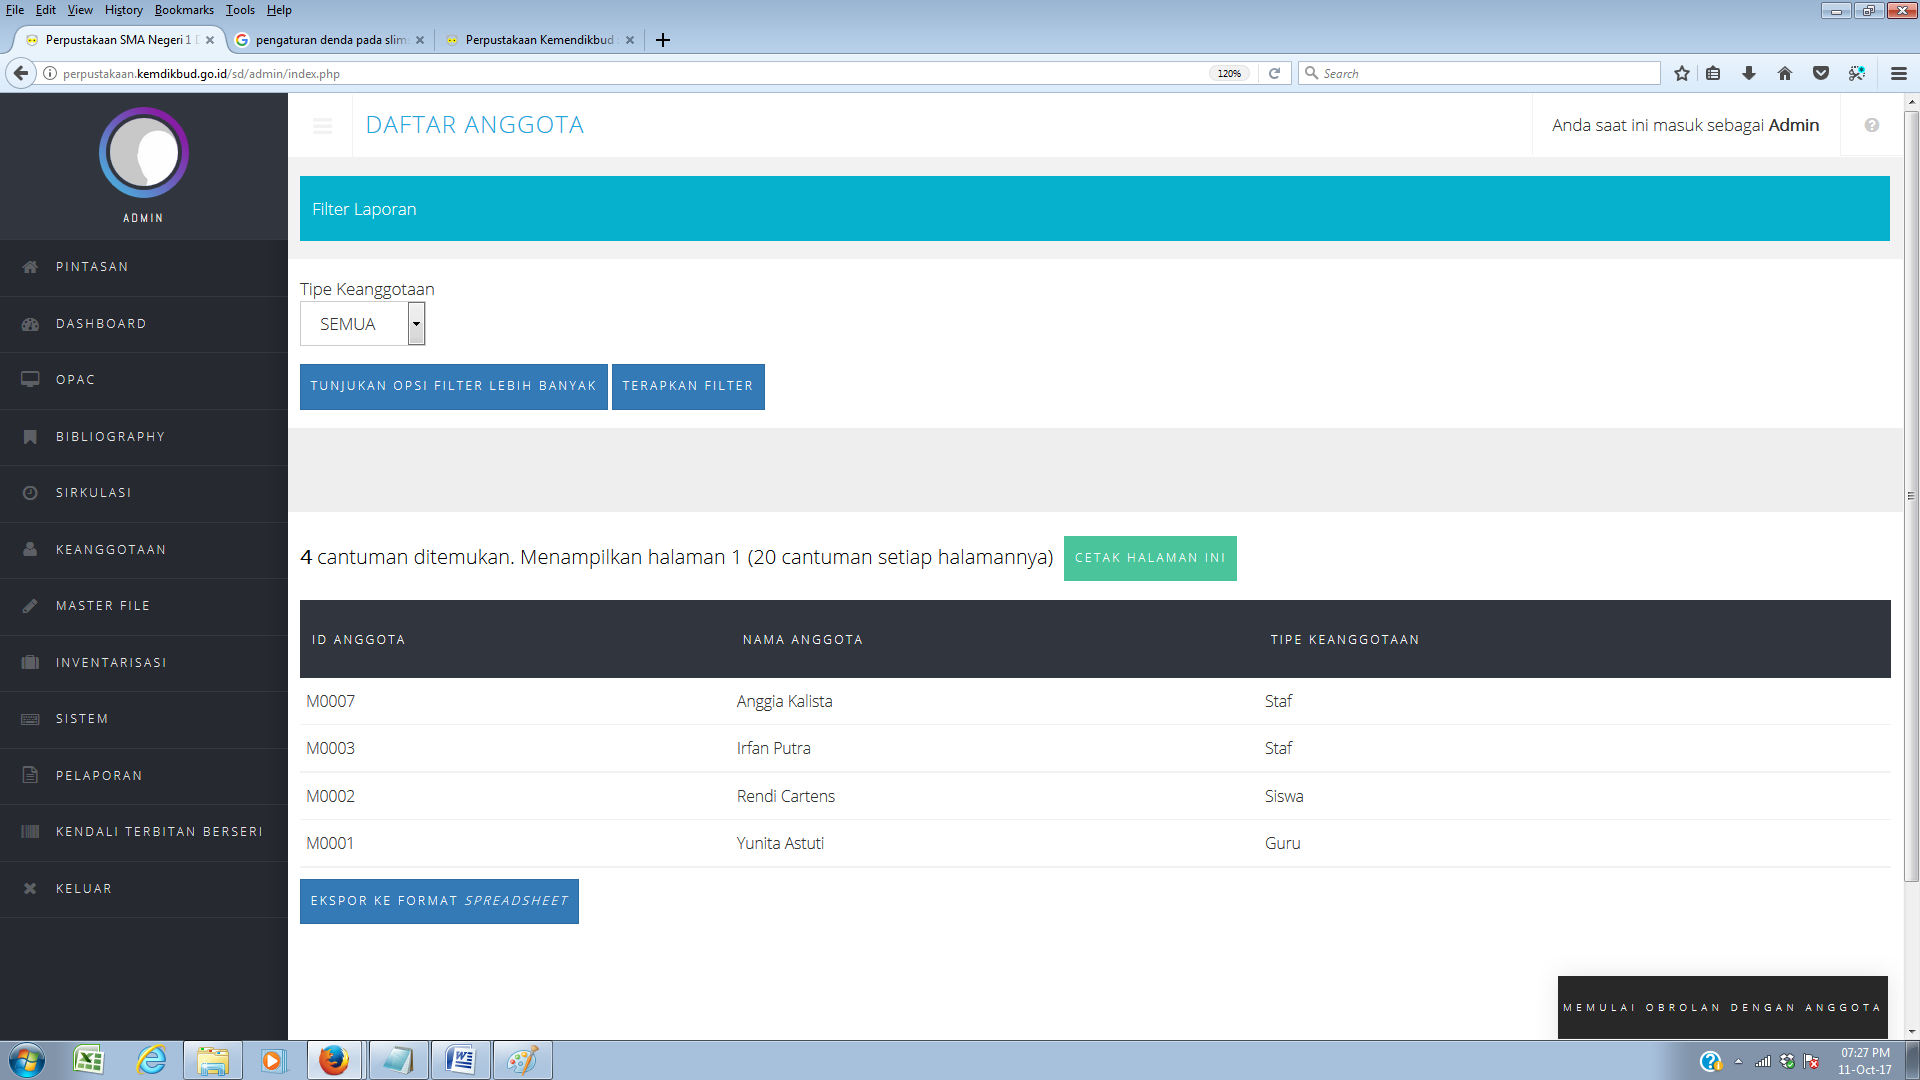 File Edit View History Bookmarks Tools Help
Perpustakaan SMA Negeri 1
pengaturan denda pada slim
Perpustakaan Kemendikbud
perpustakaan.kemdikbud.go.id/sd/admin/index.php
120%
Search
ADMIN
PINTASAN
DASHBOARD
OPAC
BIBLIOGRAPHY
SIRKULASI
KEANGGOTAAN
MASTER FILE
INVENTARISASI
SISTEM
PELAPORAN
KENDALI TERBITAN BERSERI
KELUAR
DAFTAR ANGGOTA
Anda saat ini masuk sebagai Admin
Filter Laporan
Tipe Keanggotaan
SEMUA
TUNJUKAN OPSI FILTER LEBIH BANYAK
TERAPKAN FILTER
4 cantuman ditemukan. Menampilkan halaman 1 (20 cantuman setiap halamannya)
CETAK HALAMAN INI
ID ANGGOTA NAMA ANGGOTA TIPE KEANGGOTAAN
M0007 Anggia Kalista Staf
M0003 Irfan Putra Staf
M0002 Rendi Cartens Siswa
M0001 Yunita Astuti Guru
EKSPOR KE FORMAT SPREADSHEET
MEMULAI OBROLAN DENGAN ANGGOTA
07:27 PM
11-Oct-17